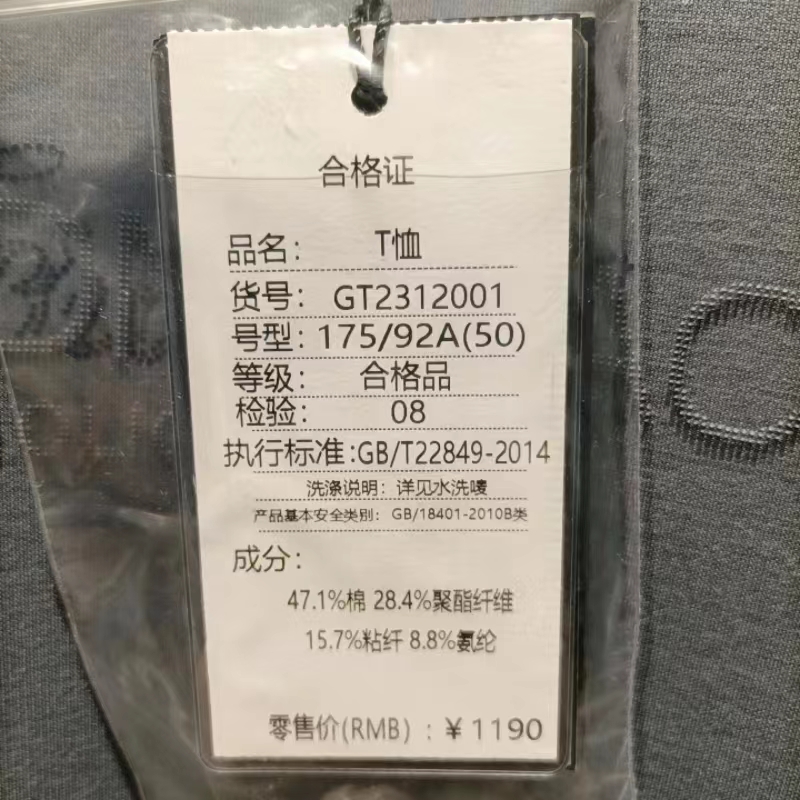 合格证
品名: T恤
货号: GT2312001
号型: 175/92A(50)
等级: 合格品
检验: 08
执行标准:GB/T22849-2014
洗涤说明: 详见水洗唛
产品基本安全类别: GB/18401-2010B类
成分:
47.1%棉 28.4%聚酯纤维
15.7%粘纤 8.8%氨纶
零售价(RMB) : ¥1190